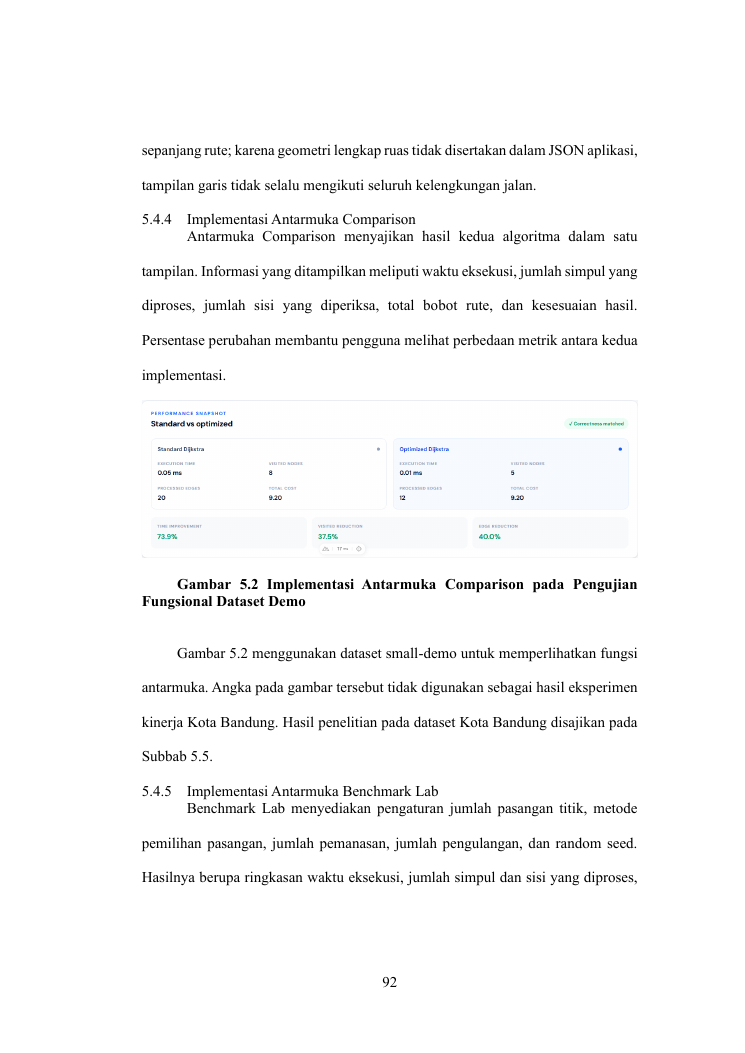 sepanjang rute; karena geometri lengkap ruas tidak disertakan dalam JSON aplikasi,
tampilan garis tidak selalu mengikuti seluruh kelengkungan jalan.
5.4.4 Implementasi Antarmuka Comparison
Antarmuka Comparison menyajikan hasil kedua algoritma dalam satu
tampilan. Informasi yang ditampilkan meliputi waktu eksekusi, jumlah simpul yang
diproses, jumlah sisi yang diperiksa, total bobot rute, dan kesesuaian hasil.
Persentase perubahan membantu pengguna melihat perbedaan metrik antara kedua
implementasi.
PERFORMANCE SNAPSHOT
Standard vs optimized
✓ Correctness matched
Standard Dijkstra
EXECUTION TIME VISITED NODES
0.05 ms 8
PROCESSED EDGES TOTAL COST
20 9.20
Optimized Dijkstra
EXECUTION TIME VISITED NODES
0.01 ms 5
PROCESSED EDGES TOTAL COST
12 9.20
TIME IMPROVEMENT
73.9%
VISITED REDUCTION
37.5%
EDGE REDUCTION
40.0%
17 m
Gambar 5.2 Implementasi Antarmuka Comparison pada Pengujian
Fungsional Dataset Demo
Gambar 5.2 menggunakan dataset small-demo untuk memperlihatkan fungsi
antarmuka. Angka pada gambar tersebut tidak digunakan sebagai hasil eksperimen
kinerja Kota Bandung. Hasil penelitian pada dataset Kota Bandung disajikan pada
Subbab 5.5.
5.4.5 Implementasi Antarmuka Benchmark Lab
Benchmark Lab menyediakan pengaturan jumlah pasangan titik, metode
pemilihan pasangan, jumlah pemanasan, jumlah pengulangan, dan random seed.
Hasilnya berupa ringkasan waktu eksekusi, jumlah simpul dan sisi yang diproses,
92